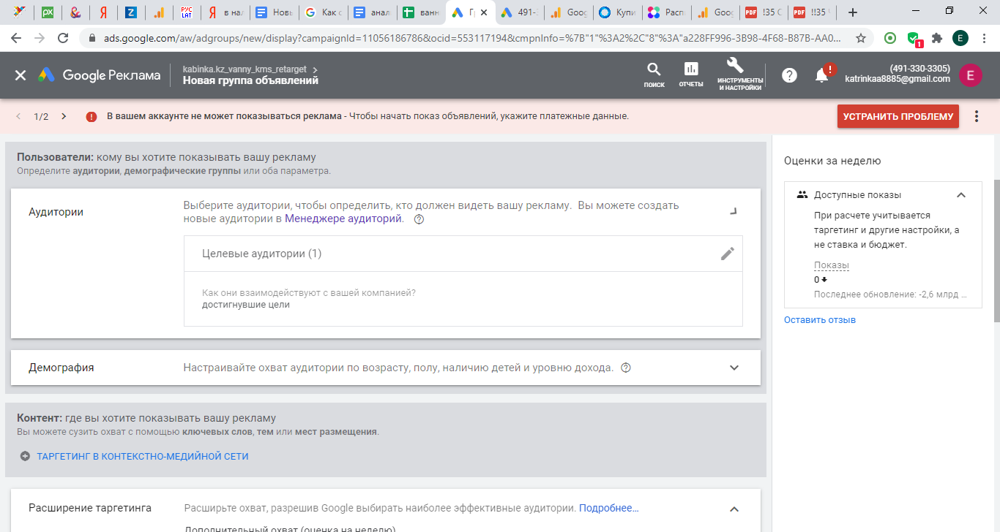 в нал
Новы
Как с
анал
ванн
Гр
491-3
Goog
Купи
Расп
Goog
!35 С
!!35
ads.google.com/aw/adgroups/new/display?campaignId=11056186786&ocid=553117194&cmpnInfo=%7B"1"%3A2%2C"8"%3A"a228FF996-3B98-4F68-B87B-AA0...
Google Реклама
kabinka.kz_vanny_kms_retarget
Новая группа объявлений
ПОИСК
ОТЧЕТЫ
ИНСТРУМЕНТЫ
И НАСТРОЙКИ
(491-330-3305)
katrinkaa8885@gmail.com
E
1/2
В вашем аккаунте не может показываться реклама - Чтобы начать показ объявлений, укажите платежные данные.
УСТРАНИТЬ ПРОБЛЕМУ
Пользователи: кому вы хотите показывать вашу рекламу
Определите аудитории, демографические группы или оба параметра.
Аудитории
Выберите аудитории, чтобы определить, кто должен видеть вашу рекламу. Вы можете создать
новые аудитории в Менеджере аудиторий.
Целевые аудитории (1)
Как они взаимодействуют с вашей компанией?
достигнувшие цели
Демография
Настраивайте охват аудитории по возрасту, полу, наличию детей и уровню дохода.
Контент: где вы хотите показывать вашу рекламу
Вы можете сузить охват с помощью ключевых слов, тем или мест размещения.
ТАРГЕТИНГ В КОНТЕКСТНО-МЕДИЙНОЙ СЕТИ
Расширение таргетинга
Расширьте охват, разрешив Google выбирать наиболее эффективные аудитории. Подробнее...
Дополнительный охват (оценка на неделю)
Оценки за неделю
Доступные показы
При расчете учитывается
таргетинг и другие настройки, а
не ставка и бюджет.
Показы
0
Последнее обновление: -2,6 млрд ...
Оставить отзыв